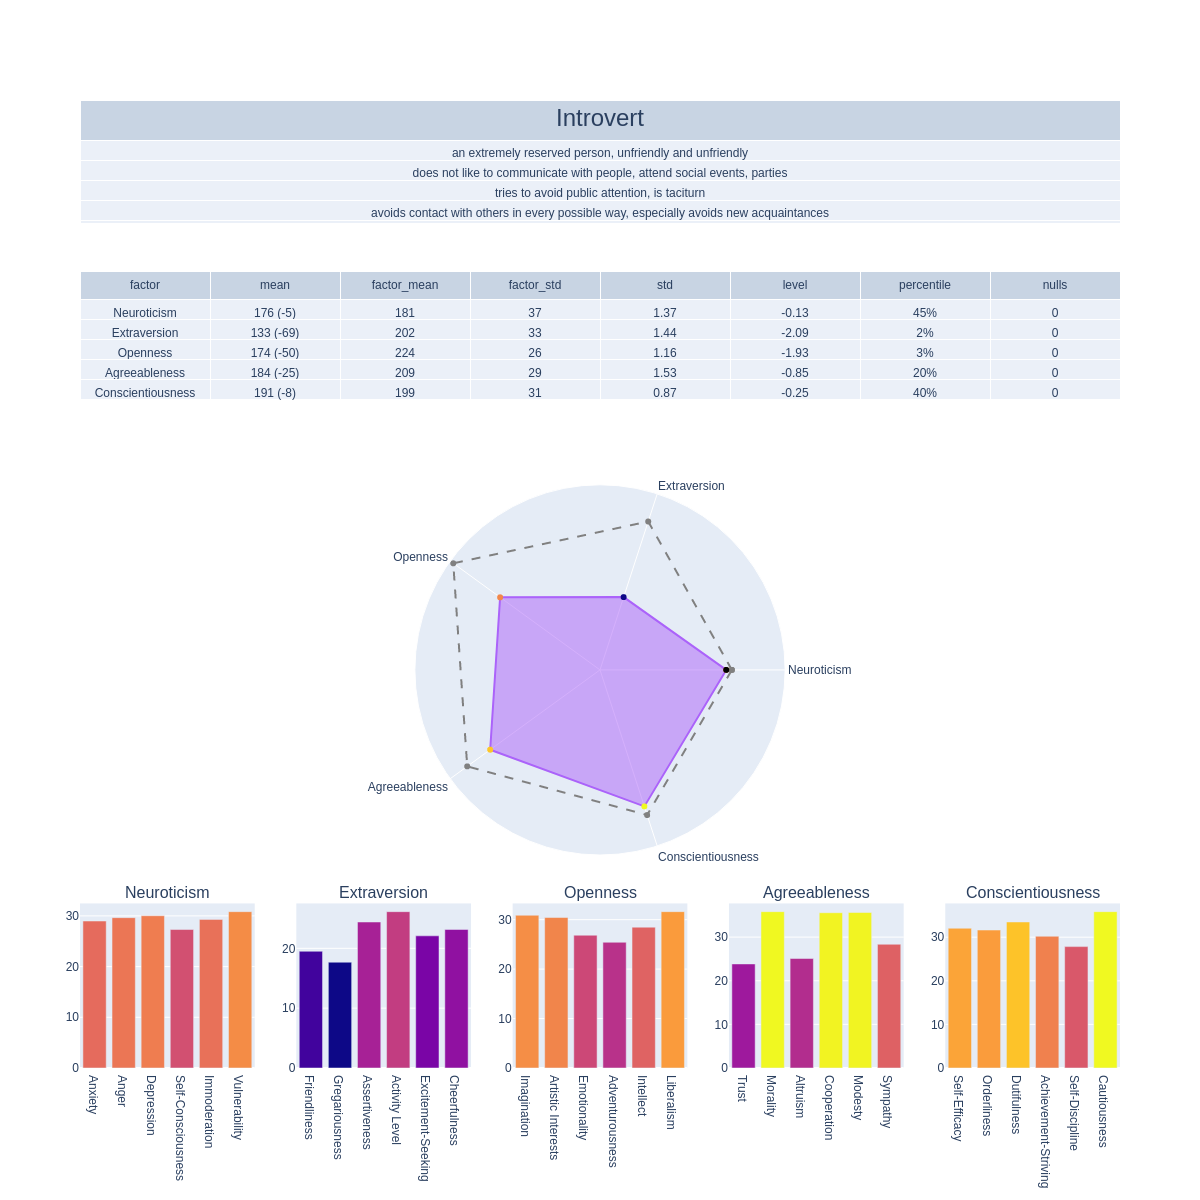 Introvert
an extremely reserved person, unfriendly and unfriendly
does not like to communicate with people, attend social events, parties
tries to avoid public attention, is taciturn
avoids contact with others in every possible way, especially avoids new acquaintances
factor mean factor_mean factor_std std level percentile nulls
Neuroticism 176 (-5) 181 37 1.37 -0.13 45% 0
Extraversion 133 (-69) 202 33 1.44 -2.09 2% 0
Openness 174 (-50) 224 26 1.16 -1.93 3% 0
Agreeableness 184 (-25) 209 29 1.53 -0.85 20% 0
Conscientiousness 191 (-8) 199 31 0.87 -0.25 40% 0
Extraversion
Openness
Neuroticism
Agreeableness
Conscientiousness
Neuroticism
30
20
10
0
Anxiety
Anger
Depression
Self-Consciousness
Immoderation
Vulnerability
Extraversion
20
10
0
Friendliness
Gregariousness
Assertiveness
Activity Level
Excitement-Seeking
Cheerfulness
Openness
30
20
10
0
Imagination
Artistic Interests
Emotionality
Adventurousness
Intellect
Liberalism
Agreeableness
30
20
10
0
Trust
Morality
Altruism
Cooperation
Modesty
Sympathy
Conscientiousness
30
20
10
0
Self-Efficacy
Orderliness
Dutifulness
Achievement-Striving
Self-Discipline
Cautiousness